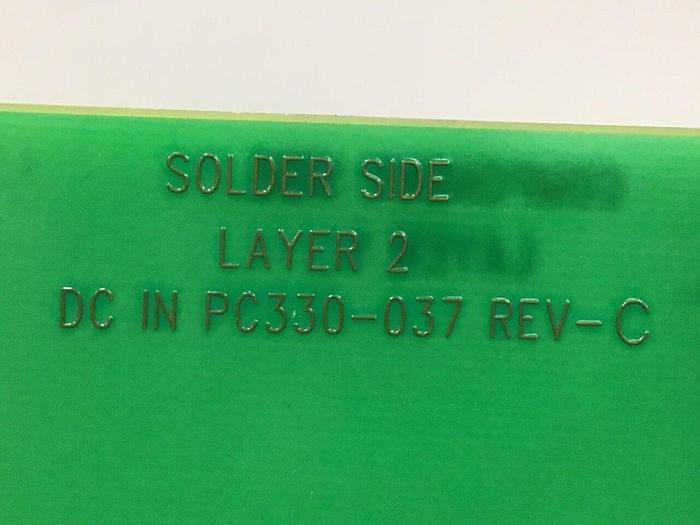 SOLDER SIDE
LAYER 2
DC IN PC330-037 REV-C